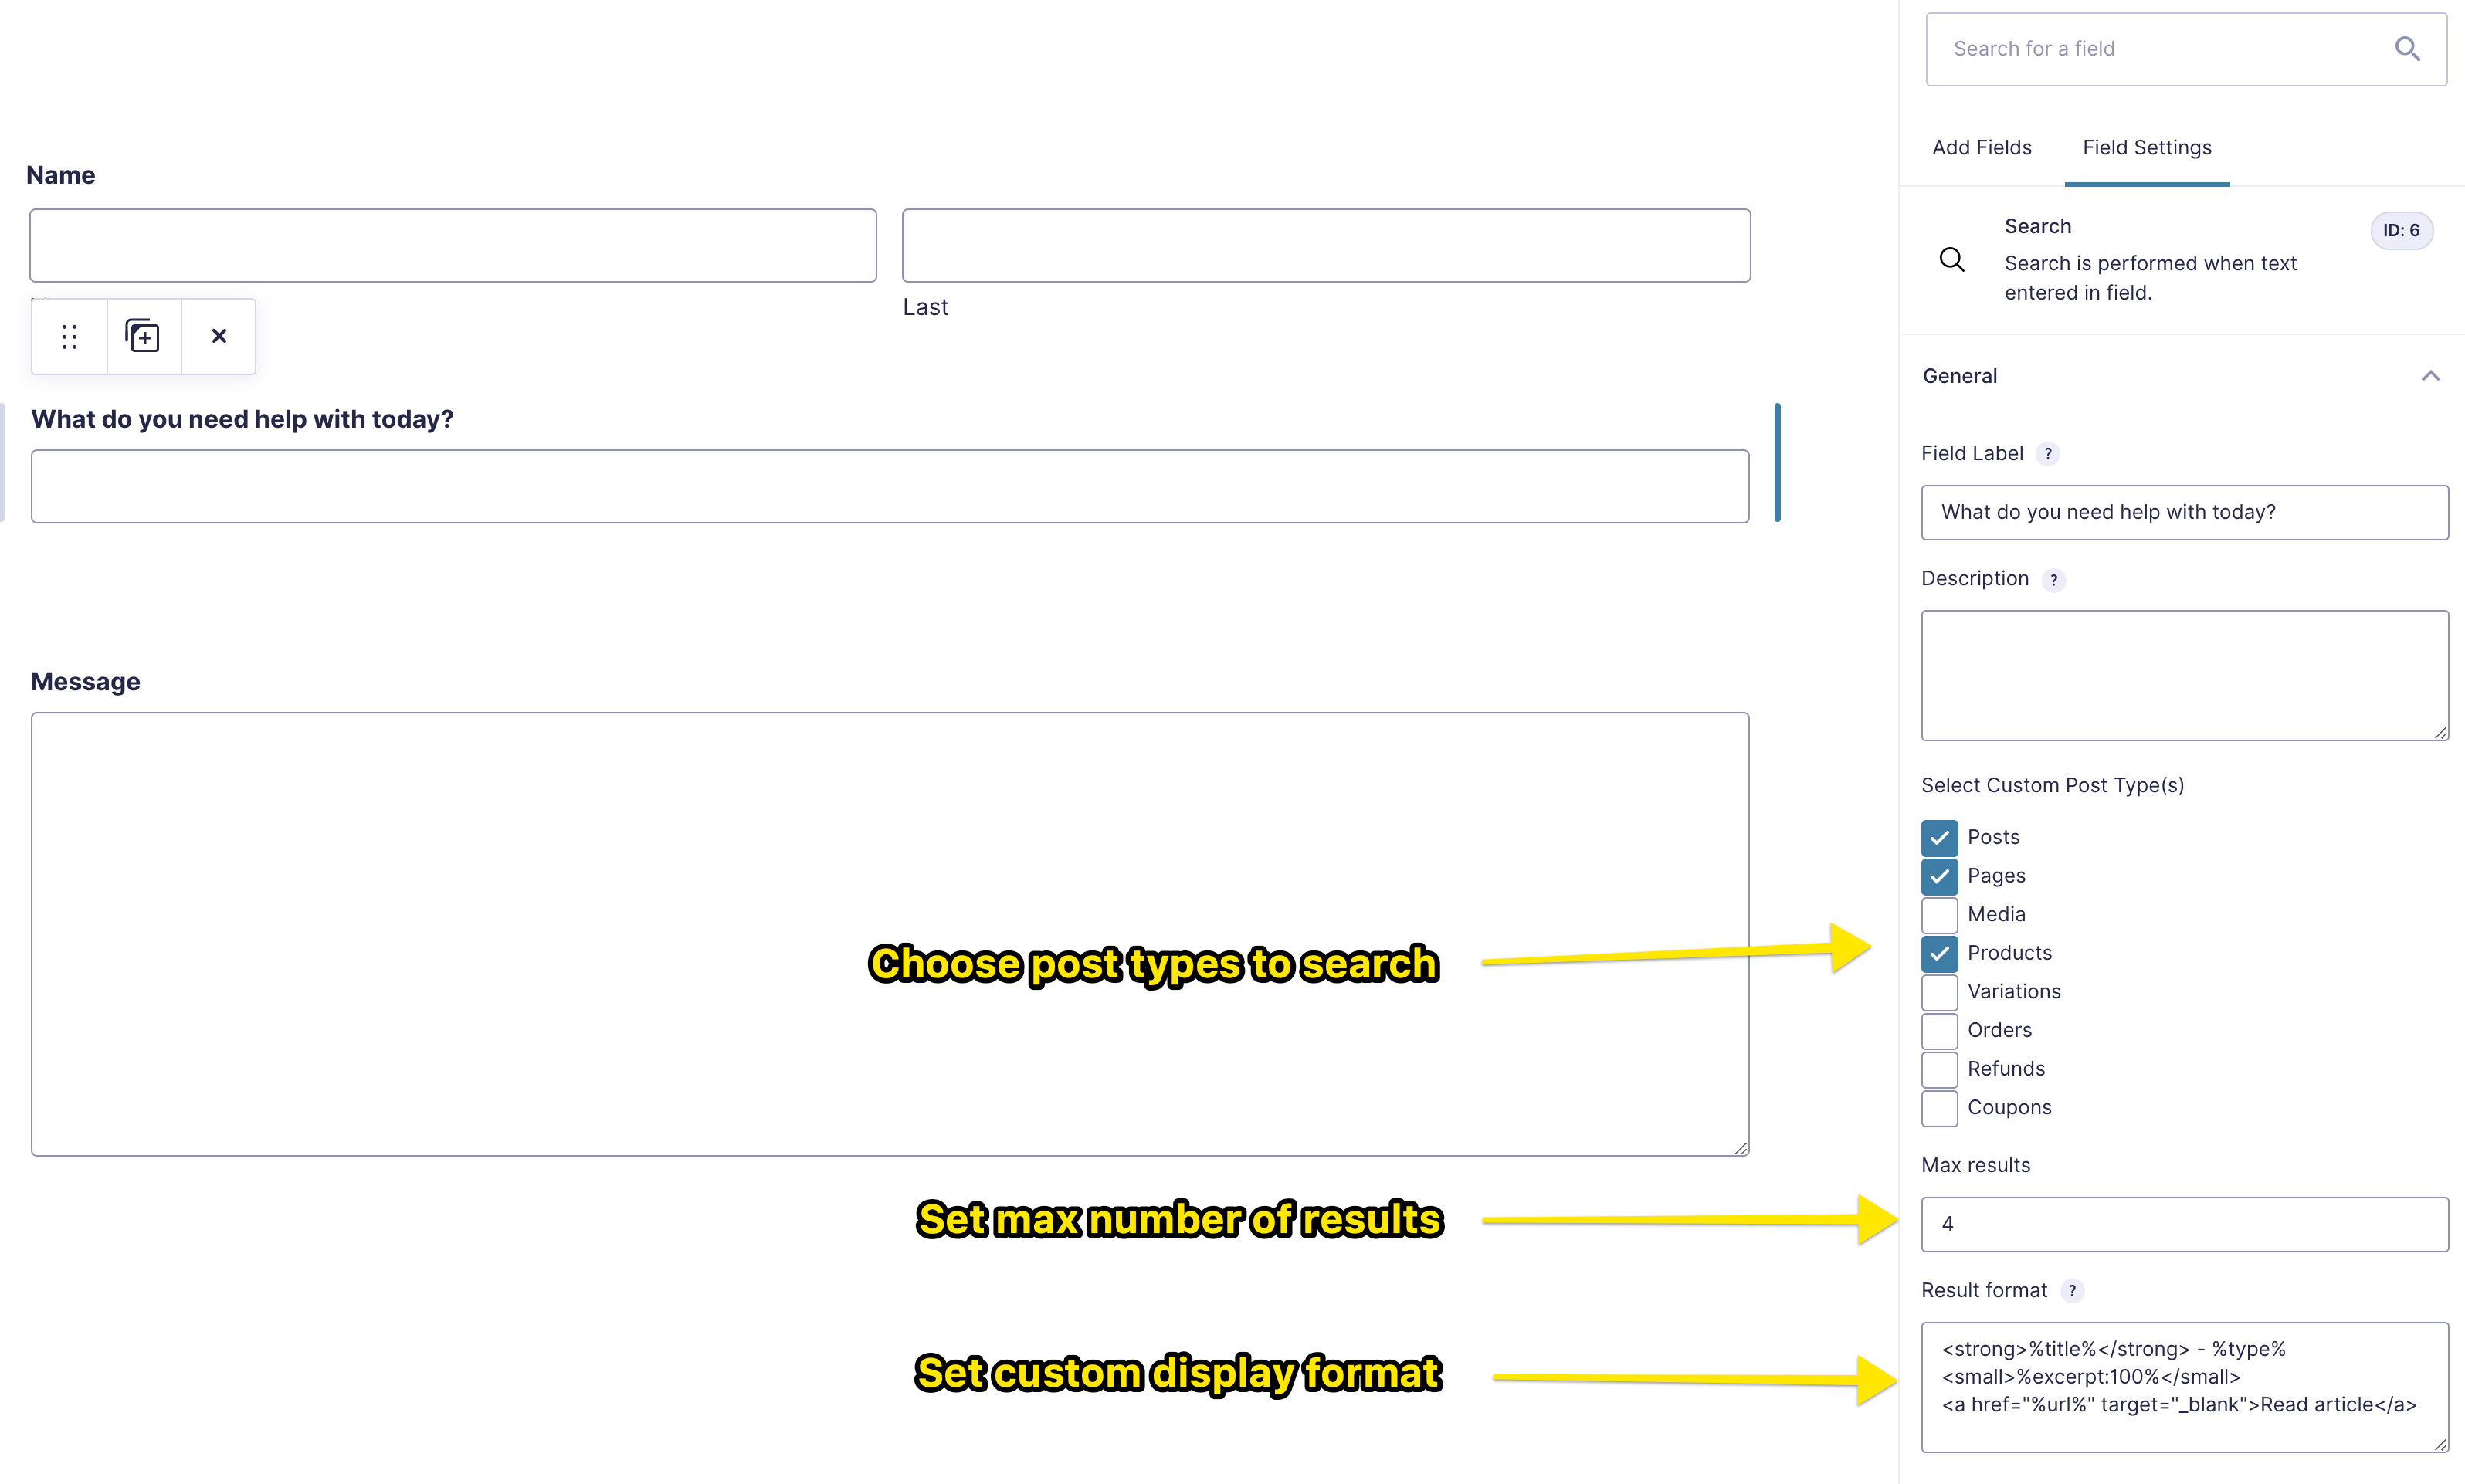 Search for a field
Add Fields
Field Settings
Search
ID: 6
Search is performed when text
entered in field.
General
Name
Last
What do you need help with today?
Message
Choose post types to search
Set max number of results
Set custom display format
Field Label ?
What do you need help with today?
Description ?
Select Custom Post Type(s)
Posts
Pages
Media
Products
Variations
Orders
Refunds
Coupons
Max results
4
Result format ?
<strong>%title%</strong> - %type%
<small>%excerpt:100%</small>
<a href="%url%" target="_blank">Read article</a>